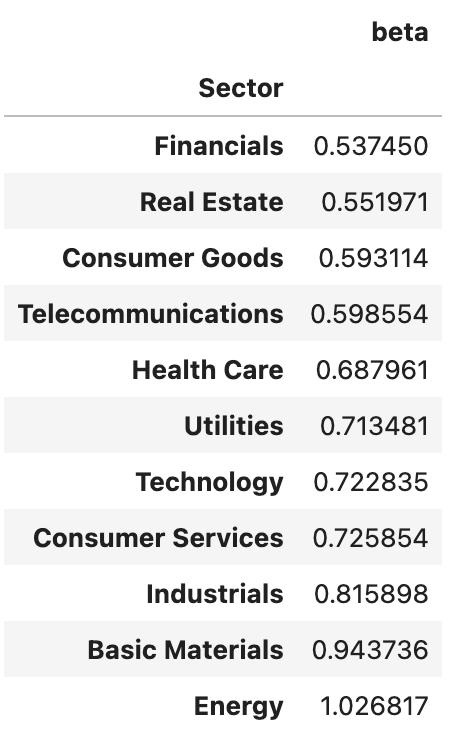 beta
Sector
Financials 0.537450
Real Estate 0.551971
Consumer Goods 0.593114
Telecommunications 0.598554
Health Care 0.687961
Utilities 0.713481
Technology 0.722835
Consumer Services 0.725854
Industrials 0.815898
Basic Materials 0.943736
Energy 1.026817